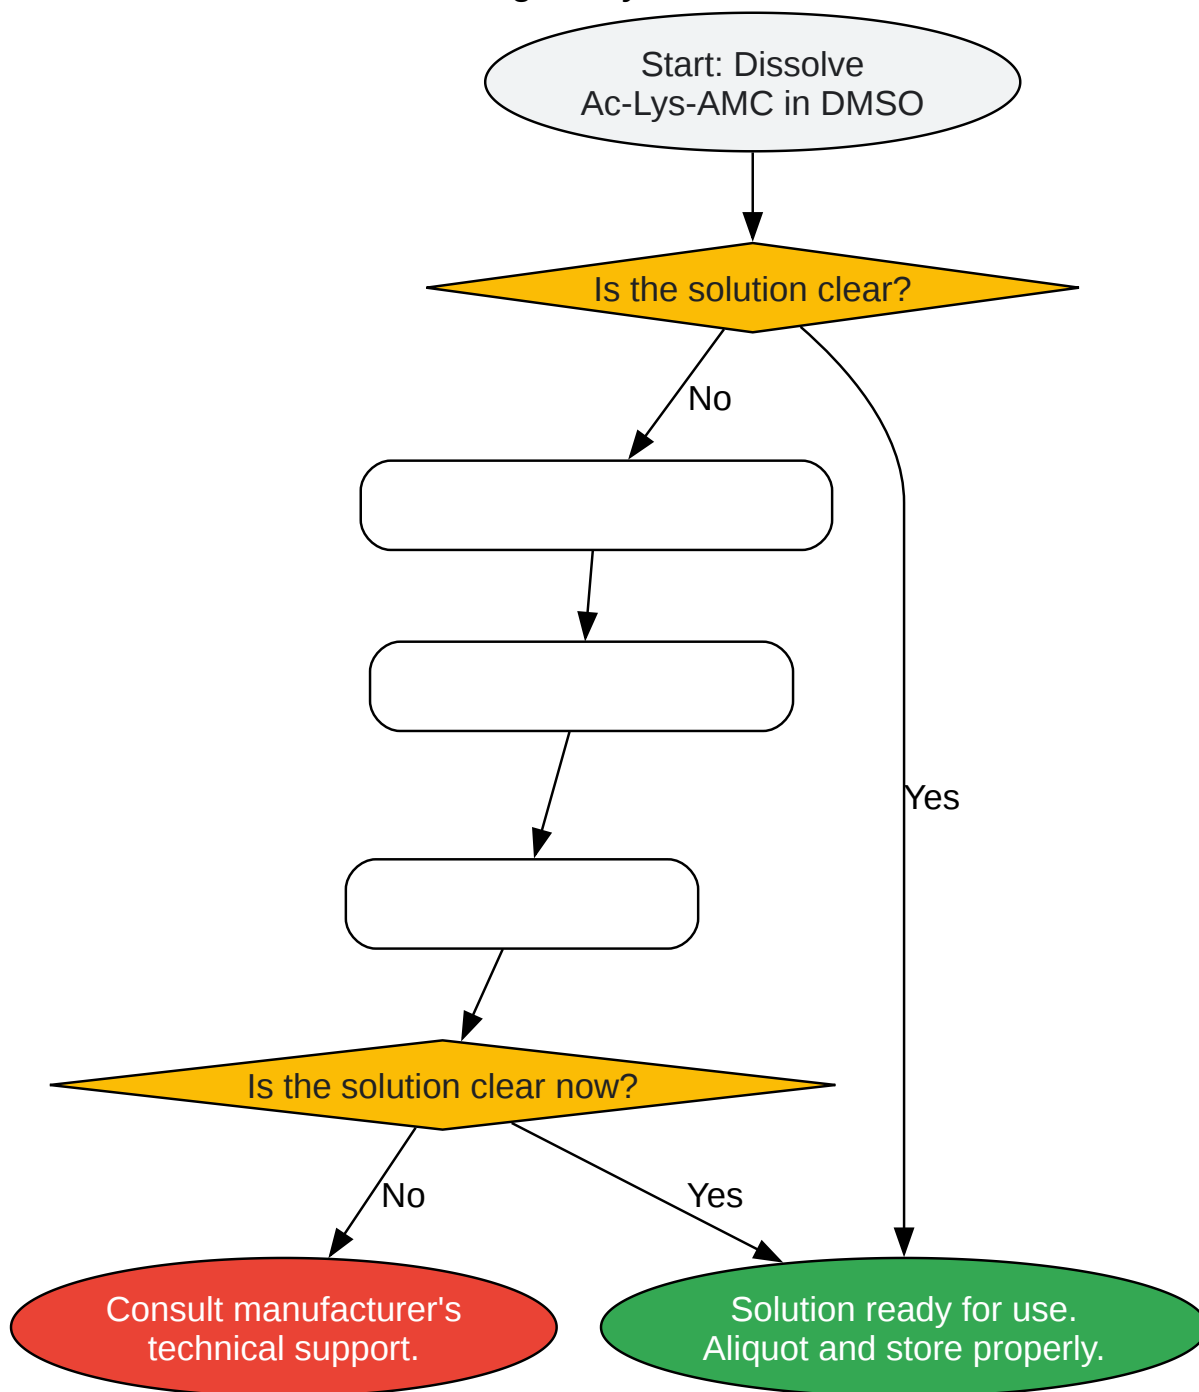 Start: Dissolve
Ac-Lys-AMC in DMSO
Is the solution clear?
No
Yes
Is the solution clear now?
No
Yes
Consult manufacturer's
technical support.
Solution ready for use.
Aliquot and store properly.